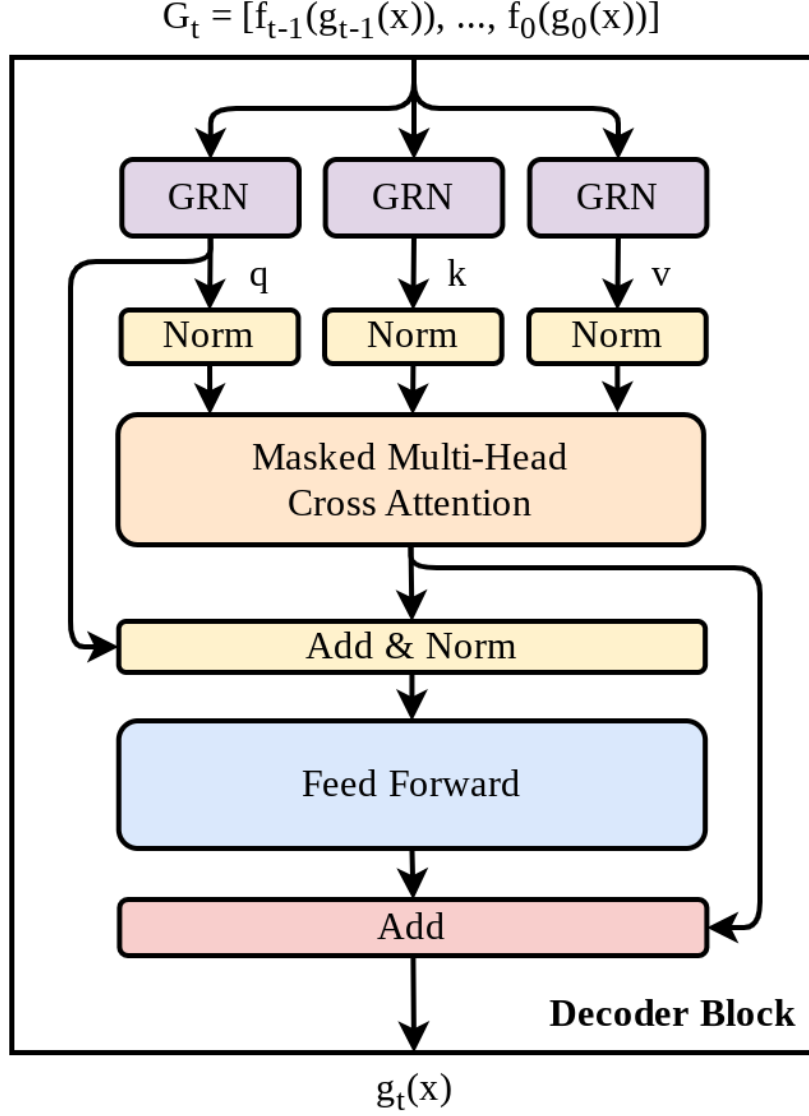 G_t = [f_{t-1}(g_{t-1}(x)), ..., f_0(g_0(x))]
GRN GRN GRN
q k v
Norm Norm Norm
Masked Multi-Head
Cross Attention
Add & Norm
Feed Forward
Add
Decoder Block
g_t(x)